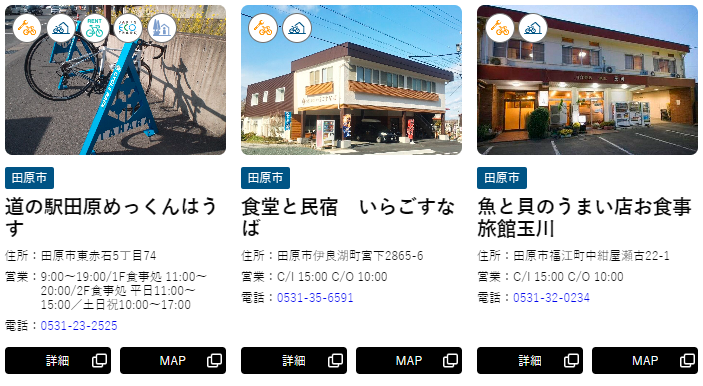 RENT
田原市
道の駅田原めっくんはう
す
住所：田原市東赤石5丁目74
営業：9:00〜19:00/1F食事処 11:00〜
20:00/2F食事処 平日11:00〜
15:00／土日祝10:00〜17:00
電話：0531-23-2525
詳細
MAP
田原市
食堂と民宿　いらごすな
ば
住所：田原市伊良湖町宮下2865-6
営業：C/I 15:00 C/O 10:00
電話：0531-35-6591
詳細
MAP
田原市
魚と貝のうまい店お食事
旅館玉川
住所：田原市福江町中紺屋瀬古22-1
営業：C/I 15:00 C/O 10:00
電話：0531-32-0234
詳細
MAP